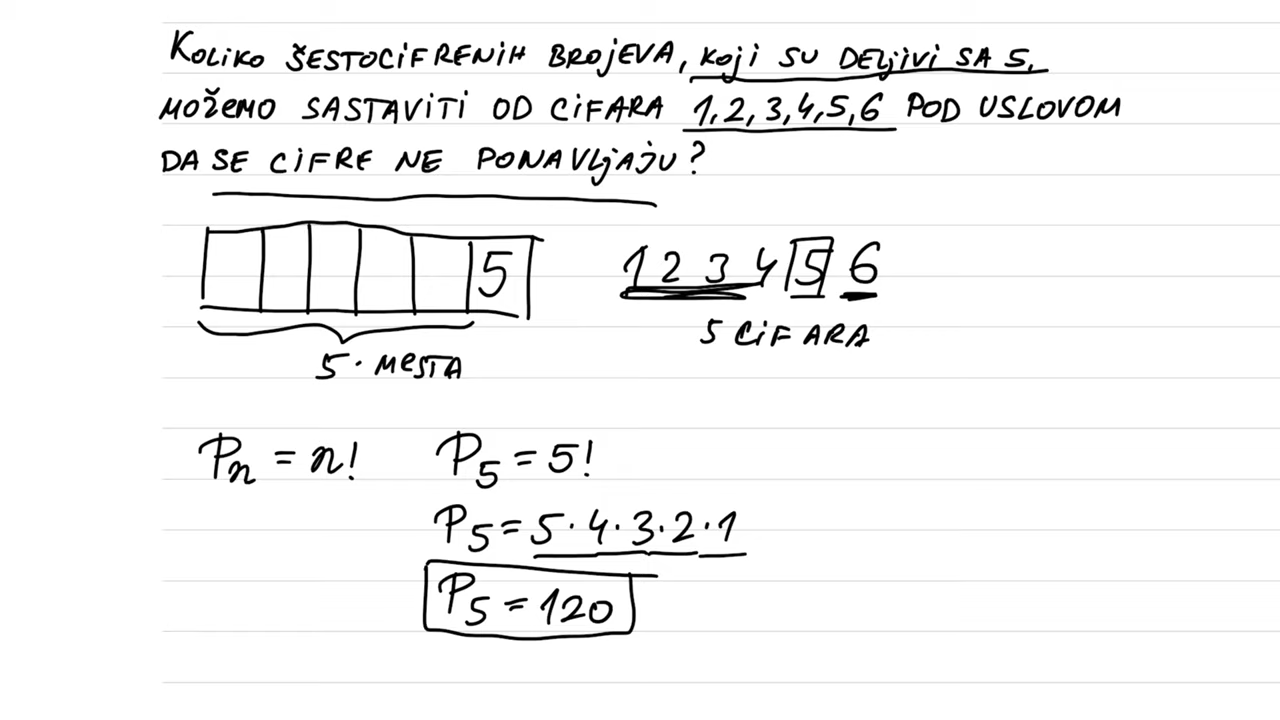 Koliko šestocifrenih brojeva, koji su deljivi sa 5,
možemo sastaviti od cifara 1,2,3,4,5,6 pod uslovom
da se cifre ne ponavljaju?
5
1 2 3 4 5 6
5 cifara
5 · mesta
Pn = n! P5 = 5!
P5 = 5·4·3·2·1
P5 = 120